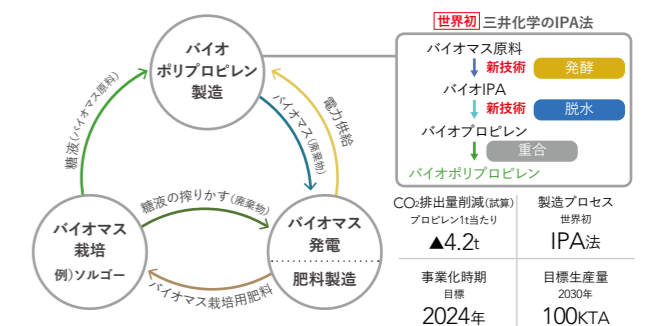 バイオ
ポリプロピレン
製造
糖液(バイオマス原料)
バイオマス(廃棄物)
電力供給
糖液の搾りかす(廃棄物)
バイオマス
栽培
例)ソルゴー
バイオマス
発電
肥料製造
バイオマス栽培用肥料
世界初 三井化学のIPA法
バイオマス原料
新技術 発酵
バイオIPA
新技術 脱水
バイオプロピレン
重合
バイオポリプロピレン
CO2排出量削減(試算)
プロピレン1t当たり
▲4.2t
製造プロセス
世界初
IPA法
事業化時期
目標
2024年
目標生産量
2030年
100KTA